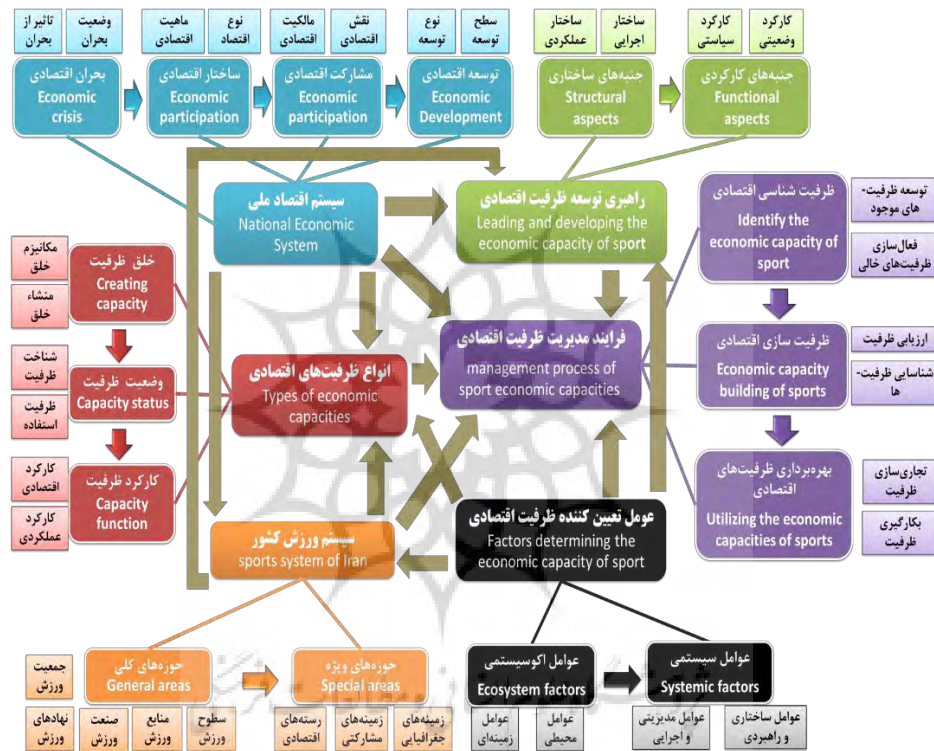 تاثیر از بحران
وضعیت بحران
ماهیت اقتصادی
نوع اقتصاد
مالکیت اقتصادی
نقش اقتصادی
نوع توسعه
سطح توسعه
ساختار عملکردی
ساختار اجرایی
کارکرد سیاستی
کارکرد وضعیتی
بحران اقتصادی
Economic
crisis
ساختار اقتصادی
Economic
participation
مشارکت اقتصادی
Economic
participation
توسعه اقتصادی
Economic
Development
جنبه‌های ساختاری
Structural
aspects
جنبه‌های کارکردی
Functional
aspects
سیستم اقتصاد ملی
National Economic
System
راهبری توسعه ظرفیت اقتصادی
Leading and developing the
economic capacity of sport
ظرفیت شناسی اقتصادی
Identify the
economic capacity of
sport
توسعه ظرفیت-
های موجود
فعال‌سازی
ظرفیت‌های خالی
مکانیزم
خلق
منشاء
خلق
خلق ظرفیت
Creating
capacity
شناخت
ظرفیت
ظرفیت
استفاده
وضعیت ظرفیت
Capacity status
انواع ظرفیت‌های اقتصادی
Types of economic
capacities
فرایند مدیریت ظرفیت اقتصادی
management process of
sport economic capacities
ظرفیت سازی اقتصادی
Economic capacity
building of sports
ارزیابی ظرفیت
شناسایی ظرفیت-
ها
کارکرد
اقتصادی
کارکرد
عملکردی
کارکرد ظرفیت
Capacity
function
سیستم ورزش کشور
sports system of Iran
عومل تعیین کننده ظرفیت اقتصادی
Factors determining the
economic capacity of sport
بهره‌برداری ظرفیت‌های
اقتصادی
Utilizing the economic
capacities of sports
تجاری‌سازی
ظرفیت
بکارگیری
ظرفیت
جمعیت
ورزش
حوزه‌های کلی
General areas
حوزه‌های ویژه
Special areas
عوامل اکوسیستمی
Ecosystem factors
عوامل سیستمی
Systemic factors
نهادهای
ورزش
صنعت
ورزش
منابع
ورزش
سطوح
ورزش
رسته‌های
اقتصادی
زمینه‌های
مشارکتی
زمینه‌های
جغرافیایی
عوامل
زمینه‌ای
عوامل
محیطی
عوامل مدیریتی
و اجرایی
عوامل ساختاری
و راهبردی